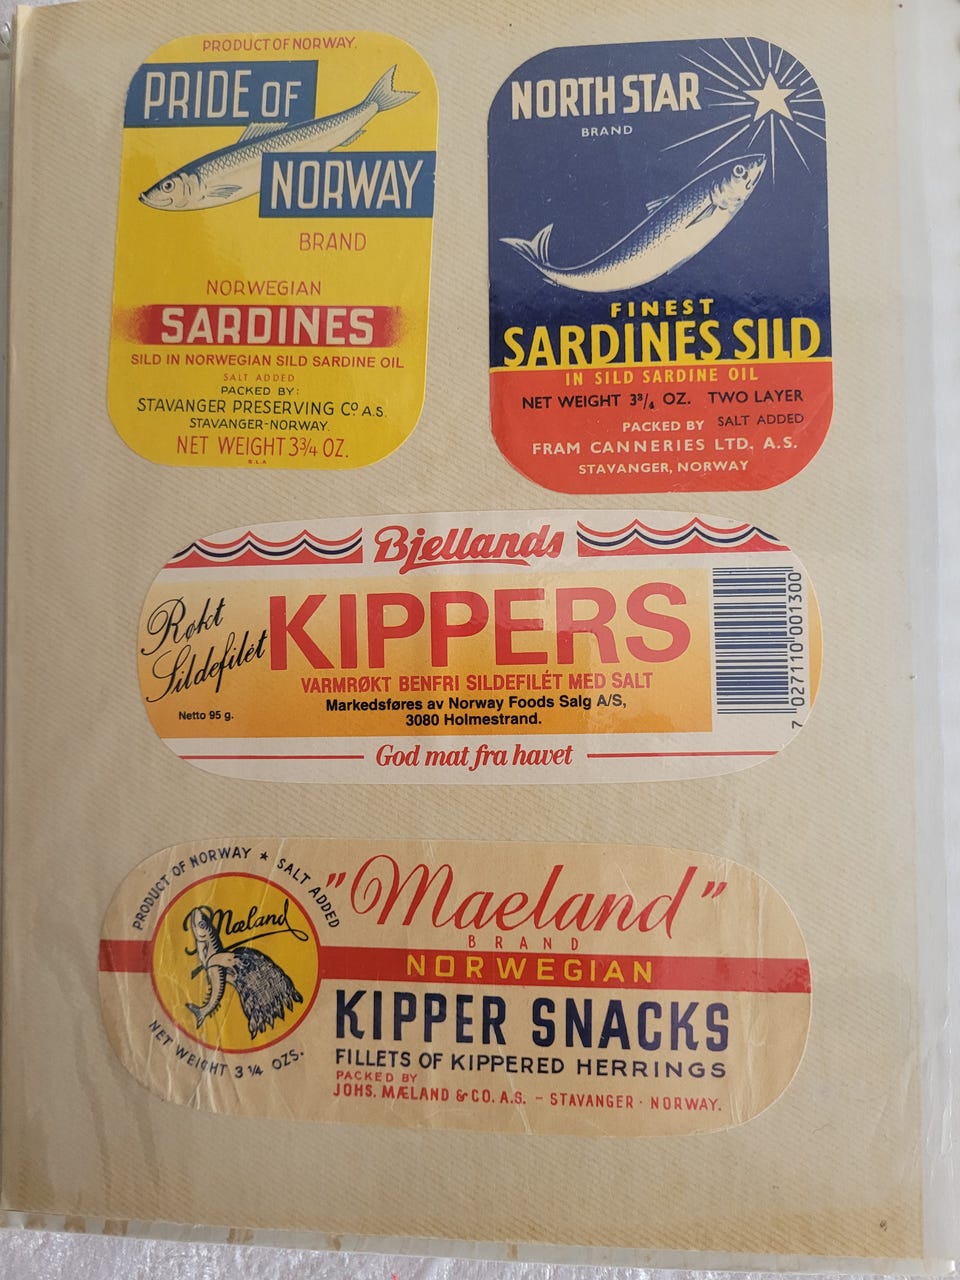 PRODUCT OF NORWAY.
PRIDE OF
NORWAY
BRAND
NORWEGIAN
SARDINES
SILD IN NORWEGIAN SILD SARDINE OIL
SALT ADDED
PACKED BY:
STAVANGER PRESERVING Cº A.S.
STAVANGER-NORWAY.
NET WEIGHT 3¾ OZ.
NORTH STAR
BRAND
FINEST
SARDINES SILD
IN SILD SARDINE OIL
NET WEIGHT 3¾ OZ. TWO LAYER
PACKED BY SALT ADDED
FRAM CANNERIES LTD. A.S.
STAVANGER, NORWAY
Bjellands
Røkt
Sildefilét
KIPPERS
VARMRØKT BENFRI SILDEFILÉT MED SALT
Markedsføres av Norway Foods Salg A/S,
3080 Holmestrand.
Netto 95 g.
7 027110 001300
God mat fra havet
PRODUCT OF NORWAY ★ SALT ADDED
Mæland
NET WEIGHT 3 ¼ OZS.
"Maeland"
BRAND
NORWEGIAN
KIPPER SNACKS
FILLETS OF KIPPERED HERRINGS
PACKED BY
JOHS. MÆLAND & CO. A.S. - STAVANGER · NORWAY.